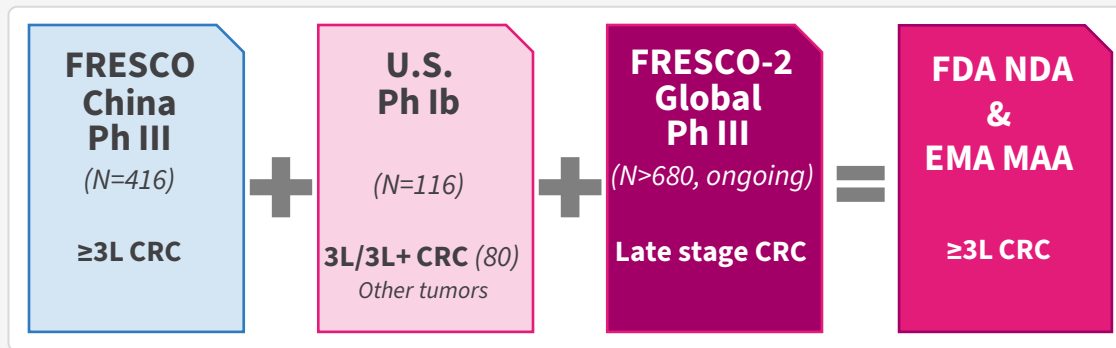 FRESCO
China
Ph III
(N=416)
≥3L CRC
+
U.S.
Ph Ib
(N=116)
3L/3L+ CRC (80)
Other tumors
+
FRESCO-2
Global
Ph III
(N>680, ongoing)
Late stage CRC
=
FDA NDA
&
EMA MAA
≥3L CRC